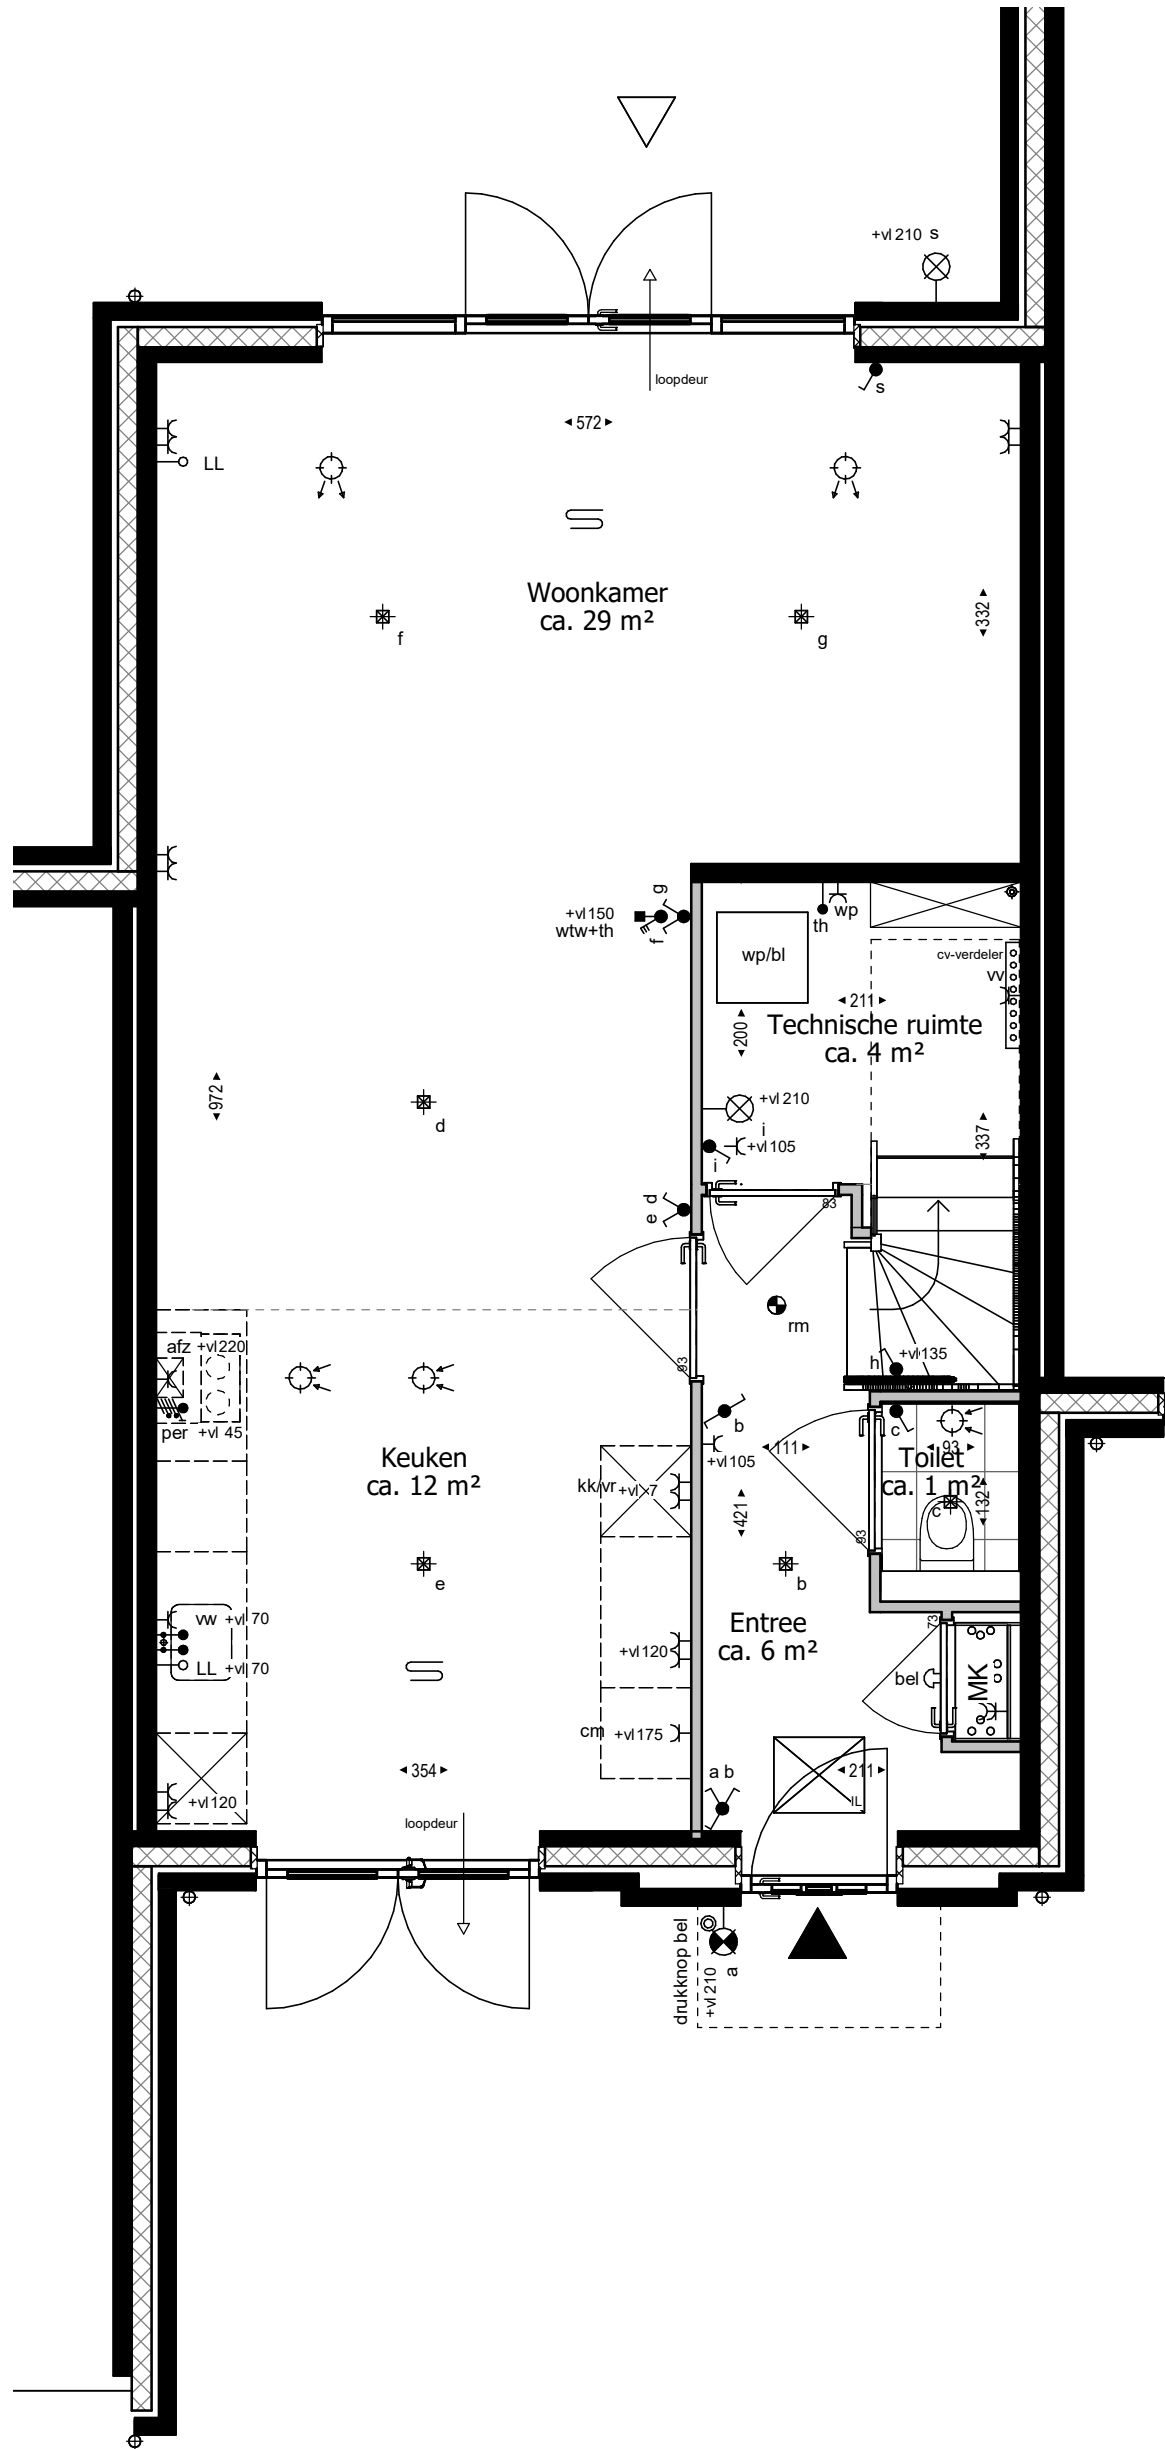 +vl 210 s
loopdeur
s
572
LL
Woonkamer
ca. 29 m²
332
f
g
g
+vl 150
wtw+th
f
th
wp
wp/bl
cv-verdeler
vv
211
200
Technische ruimte
ca. 4 m²
972
d
+vl 210
i
+vl 105
i
337
83
e d
rm
93
afz +vl 220
per +vl 45
h +vl 135
b
c
+vl 105
111
93
Toilet
ca. 1 m²
132
c
Keuken
ca. 12 m²
kk/vr
421
93
e
b
Entree
ca. 6 m²
73
vw +vl 70
LL +vl 70
+vl 120
bel
MK
cm +vl 175
354
a b
211
IL
+vl 120
loopdeur
drukknop bel
+vl 210
a